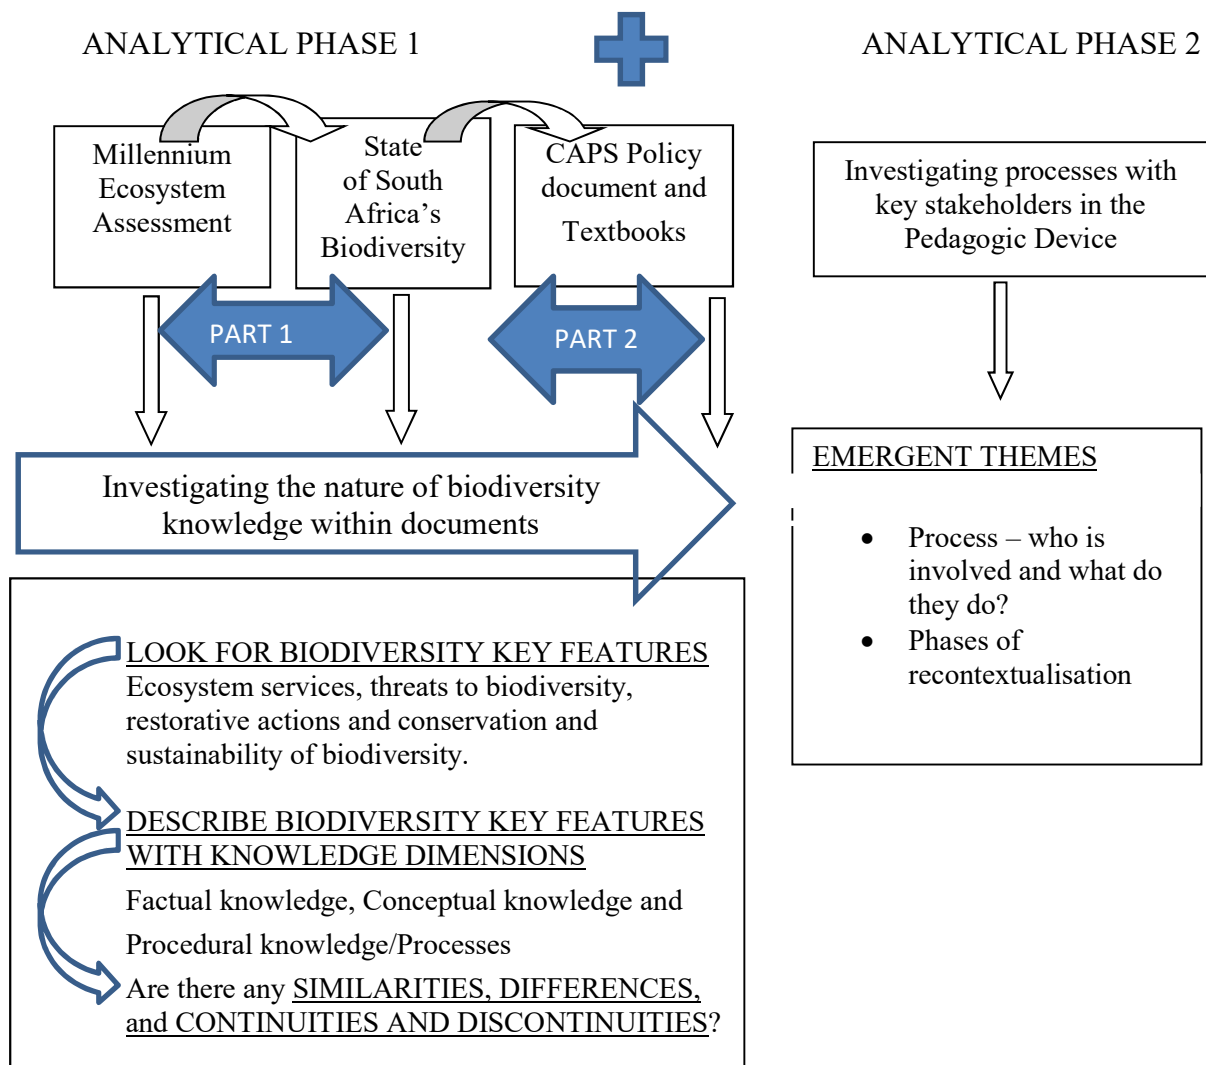 ANALYTICAL PHASE 1
ANALYTICAL PHASE 2
Millennium
Ecosystem
Assessment
State
of South
Africa’s
Biodiversity
CAPS Policy
document and
Textbooks
Investigating processes with
key stakeholders in the
Pedagogic Device
PART 1
PART 2
Investigating the nature of biodiversity
knowledge within documents
EMERGENT THEMES
• Process – who is
involved and what do
they do?
• Phases of
recontextualisation
LOOK FOR BIODIVERSITY KEY FEATURES
Ecosystem services, threats to biodiversity,
restorative actions and conservation and
sustainability of biodiversity.
DESCRIBE BIODIVERSITY KEY FEATURES
WITH KNOWLEDGE DIMENSIONS
Factual knowledge, Conceptual knowledge and
Procedural knowledge/Processes
Are there any SIMILARITIES, DIFFERENCES,
and CONTINUITIES AND DISCONTINUITIES?